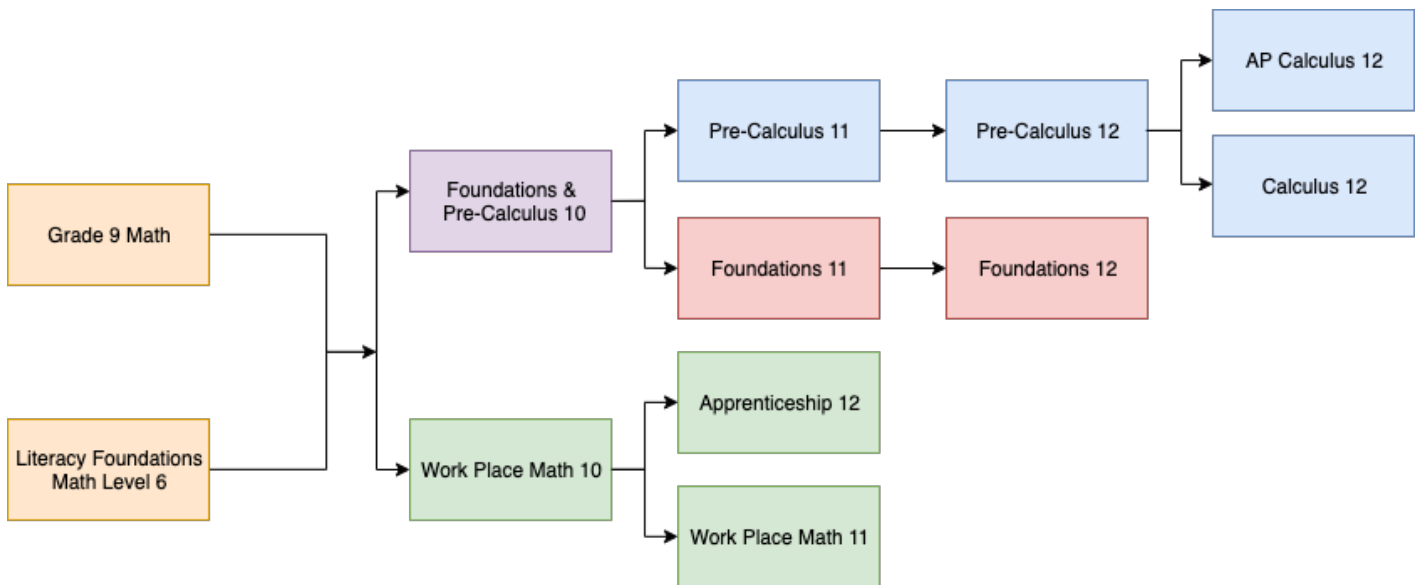 AP Calculus 12
Pre-Calculus 11
Pre-Calculus 12
Calculus 12
Foundations &
Pre-Calculus 10
Grade 9 Math
Foundations 11
Foundations 12
Apprenticeship 12
Literacy Foundations
Math Level 6
Work Place Math 10
Work Place Math 11